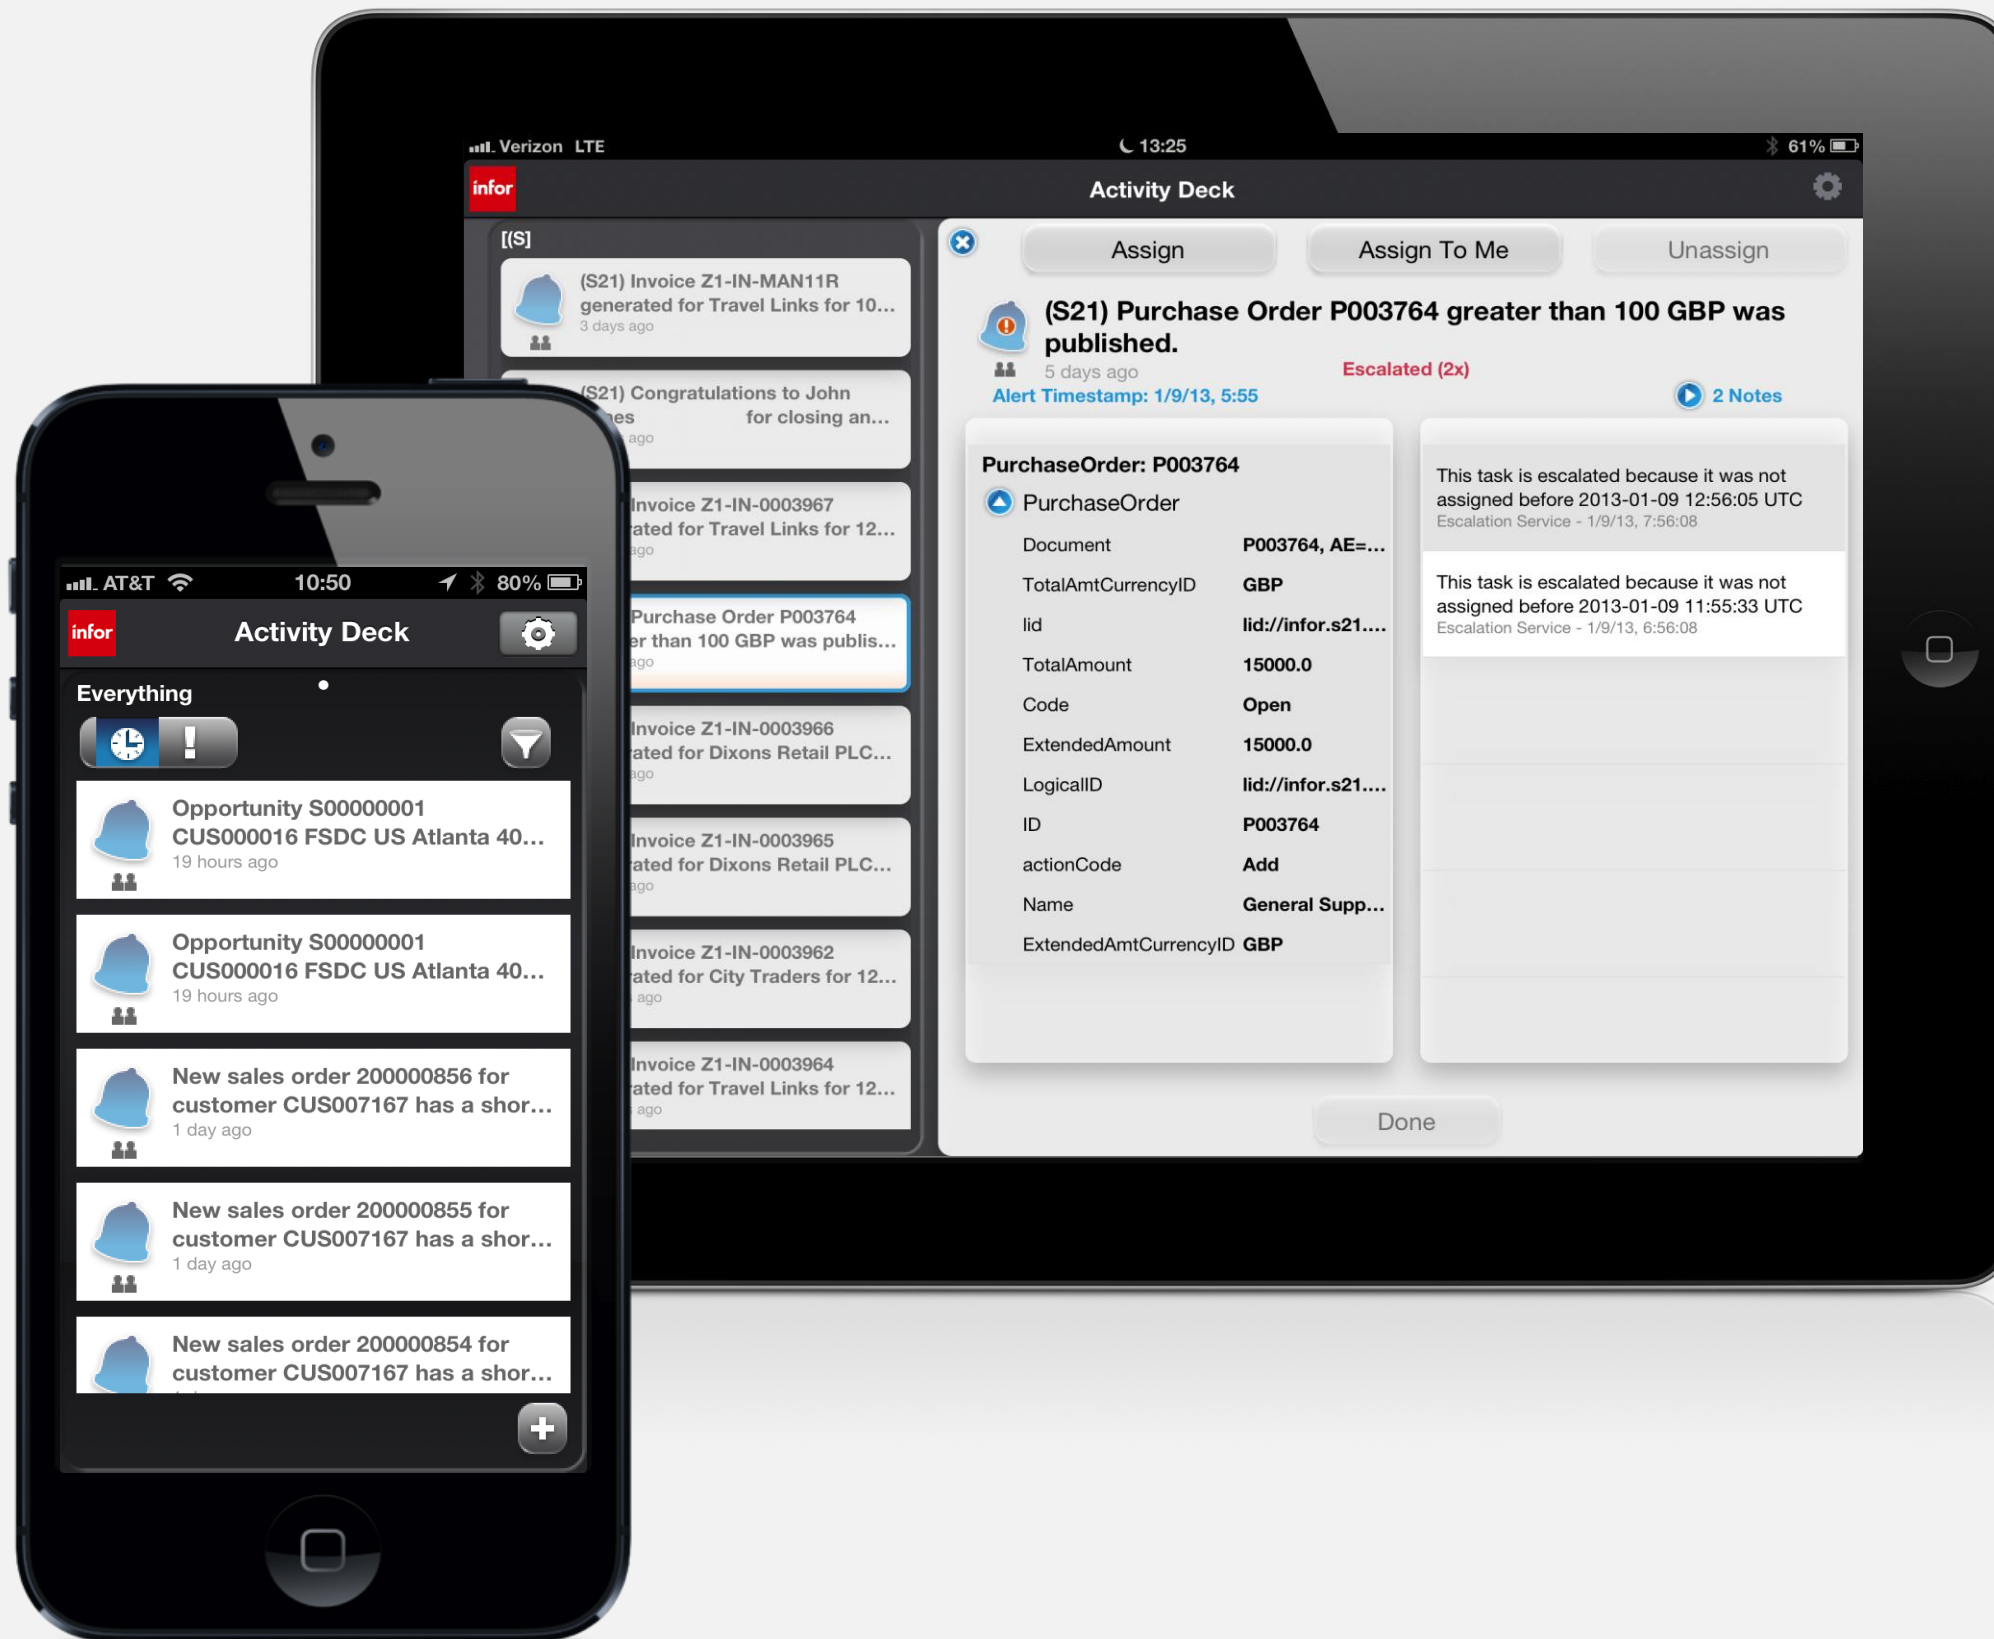 Verizon LTE
13:25
61%
infor
Activity Deck
[(S]
(S21) Invoice Z1-IN-MAN11R
generated for Travel Links for 10...
3 days ago
(S21) Congratulations to John
for closing an...
ago
Invoice Z1-IN-0003967
for Travel Links for 12...
ago
Purchase Order P003764
than 100 GBP was publis...
ago
Invoice Z1-IN-0003966
for Dixons Retail PLC...
ago
Invoice Z1-IN-0003965
for Dixons Retail PLC...
ago
Invoice Z1-IN-0003962
for City Traders for 12...
ago
Invoice Z1-IN-0003964
for Travel Links for 12...
ago
Assign
Assign To Me
Unassign
(S21) Purchase Order P003764 greater than 100 GBP was
published.
5 days ago
Escalated (2x)
Alert Timestamp: 1/9/13, 5:55
2 Notes
PurchaseOrder: P003764
PurchaseOrder
Document P003764, AE=...
TotalAmtCurrencyID GBP
lid lid://infor.s21....
TotalAmount 15000.0
Code Open
ExtendedAmount 15000.0
LogicalID lid://infor.s21....
ID P003764
actionCode Add
Name General Supp...
ExtendedAmtCurrencyID GBP
This task is escalated because it was not
assigned before 2013-01-09 12:56:05 UTC
Escalation Service - 1/9/13, 7:56:08
This task is escalated because it was not
assigned before 2013-01-09 11:55:33 UTC
Escalation Service - 1/9/13, 6:56:08
Done
AT&T
10:50
80%
infor
Activity Deck
Everything
Opportunity S00000001
CUS000016 FSDC US Atlanta 40...
19 hours ago
Opportunity S00000001
CUS000016 FSDC US Atlanta 40...
19 hours ago
New sales order 200000856 for
customer CUS007167 has a shor...
1 day ago
New sales order 200000855 for
customer CUS007167 has a shor...
1 day ago
New sales order 200000854 for
customer CUS007167 has a shor...